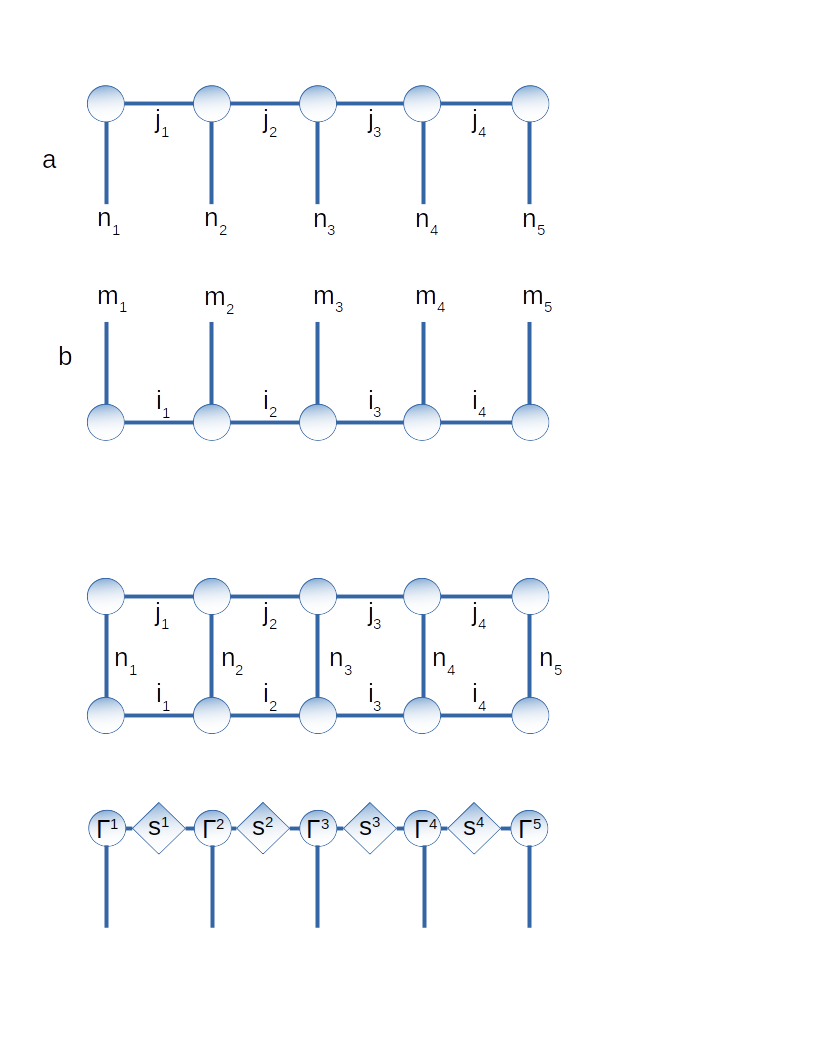 j₁ j₂ j₃ j₄
a
n₁ n₂ n₃ n₄ n₅
m₁ m₂ m₃ m₄ m₅
b
i₁ i₂ i₃ i₄
j₁ j₂ j₃ j₄
n₁ n₂ n₃ n₄ n₅
i₁ i₂ i₃ i₄
Γ¹ s¹ Γ² s² Γ³ s³ Γ⁴ s⁴ Γ⁵